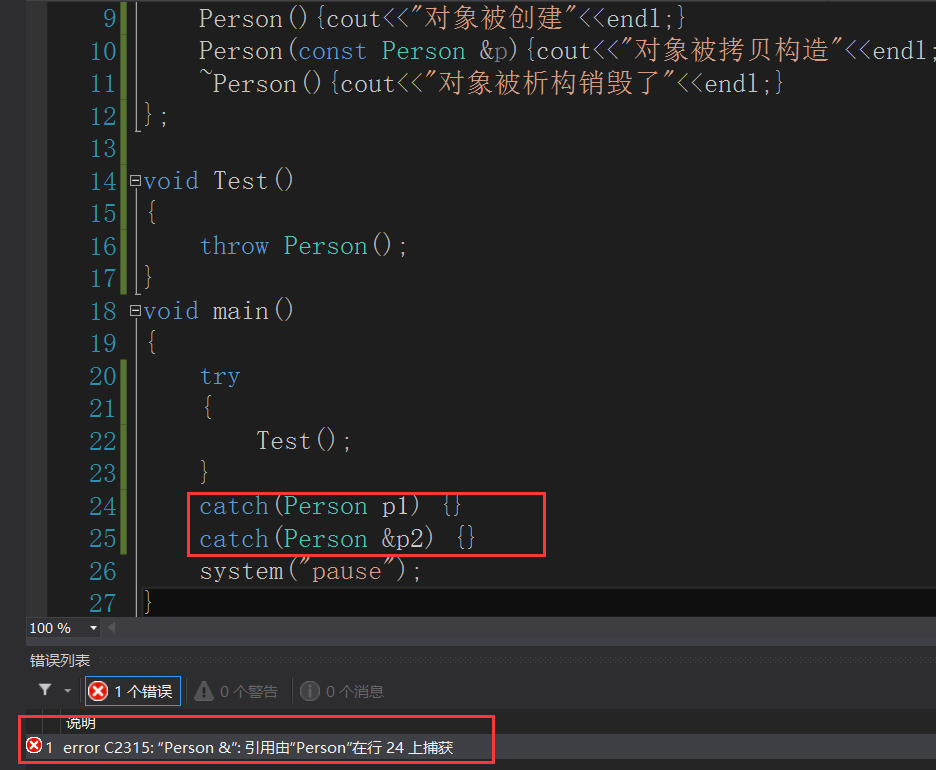 9 Person(){cout<<"对象被创建"<<endl;}
10 Person(const Person &p){cout<<"对象被拷贝构造"<<endl;
11 ~Person(){cout<<"对象被析构销毁了"<<endl;}
12 };
13
14 void Test()
15 {
16 throw Person();
17 }
18 void main()
19 {
20 try
21 {
22 Test();
23 }
24 catch(Person p1) {}
25 catch(Person &p2) {}
26 system("pause");
27 }
100 %
错误列表
1 个错误 0 个警告 0 个消息
说明
1 error C2315: “Person &”: 引用由“Person”在行 24 上捕获